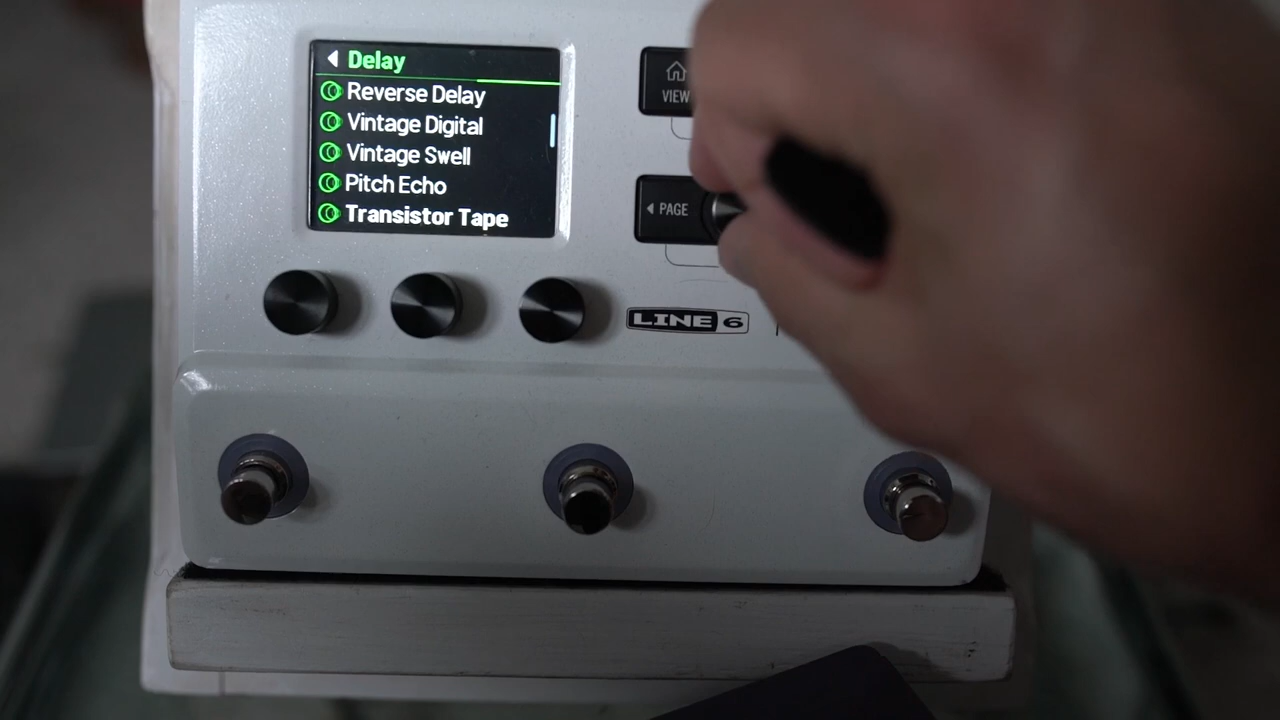 Delay
Reverse Delay
Vintage Digital
Vintage Swell
Pitch Echo
Transistor Tape
VIEW
PAGE
LINE 6